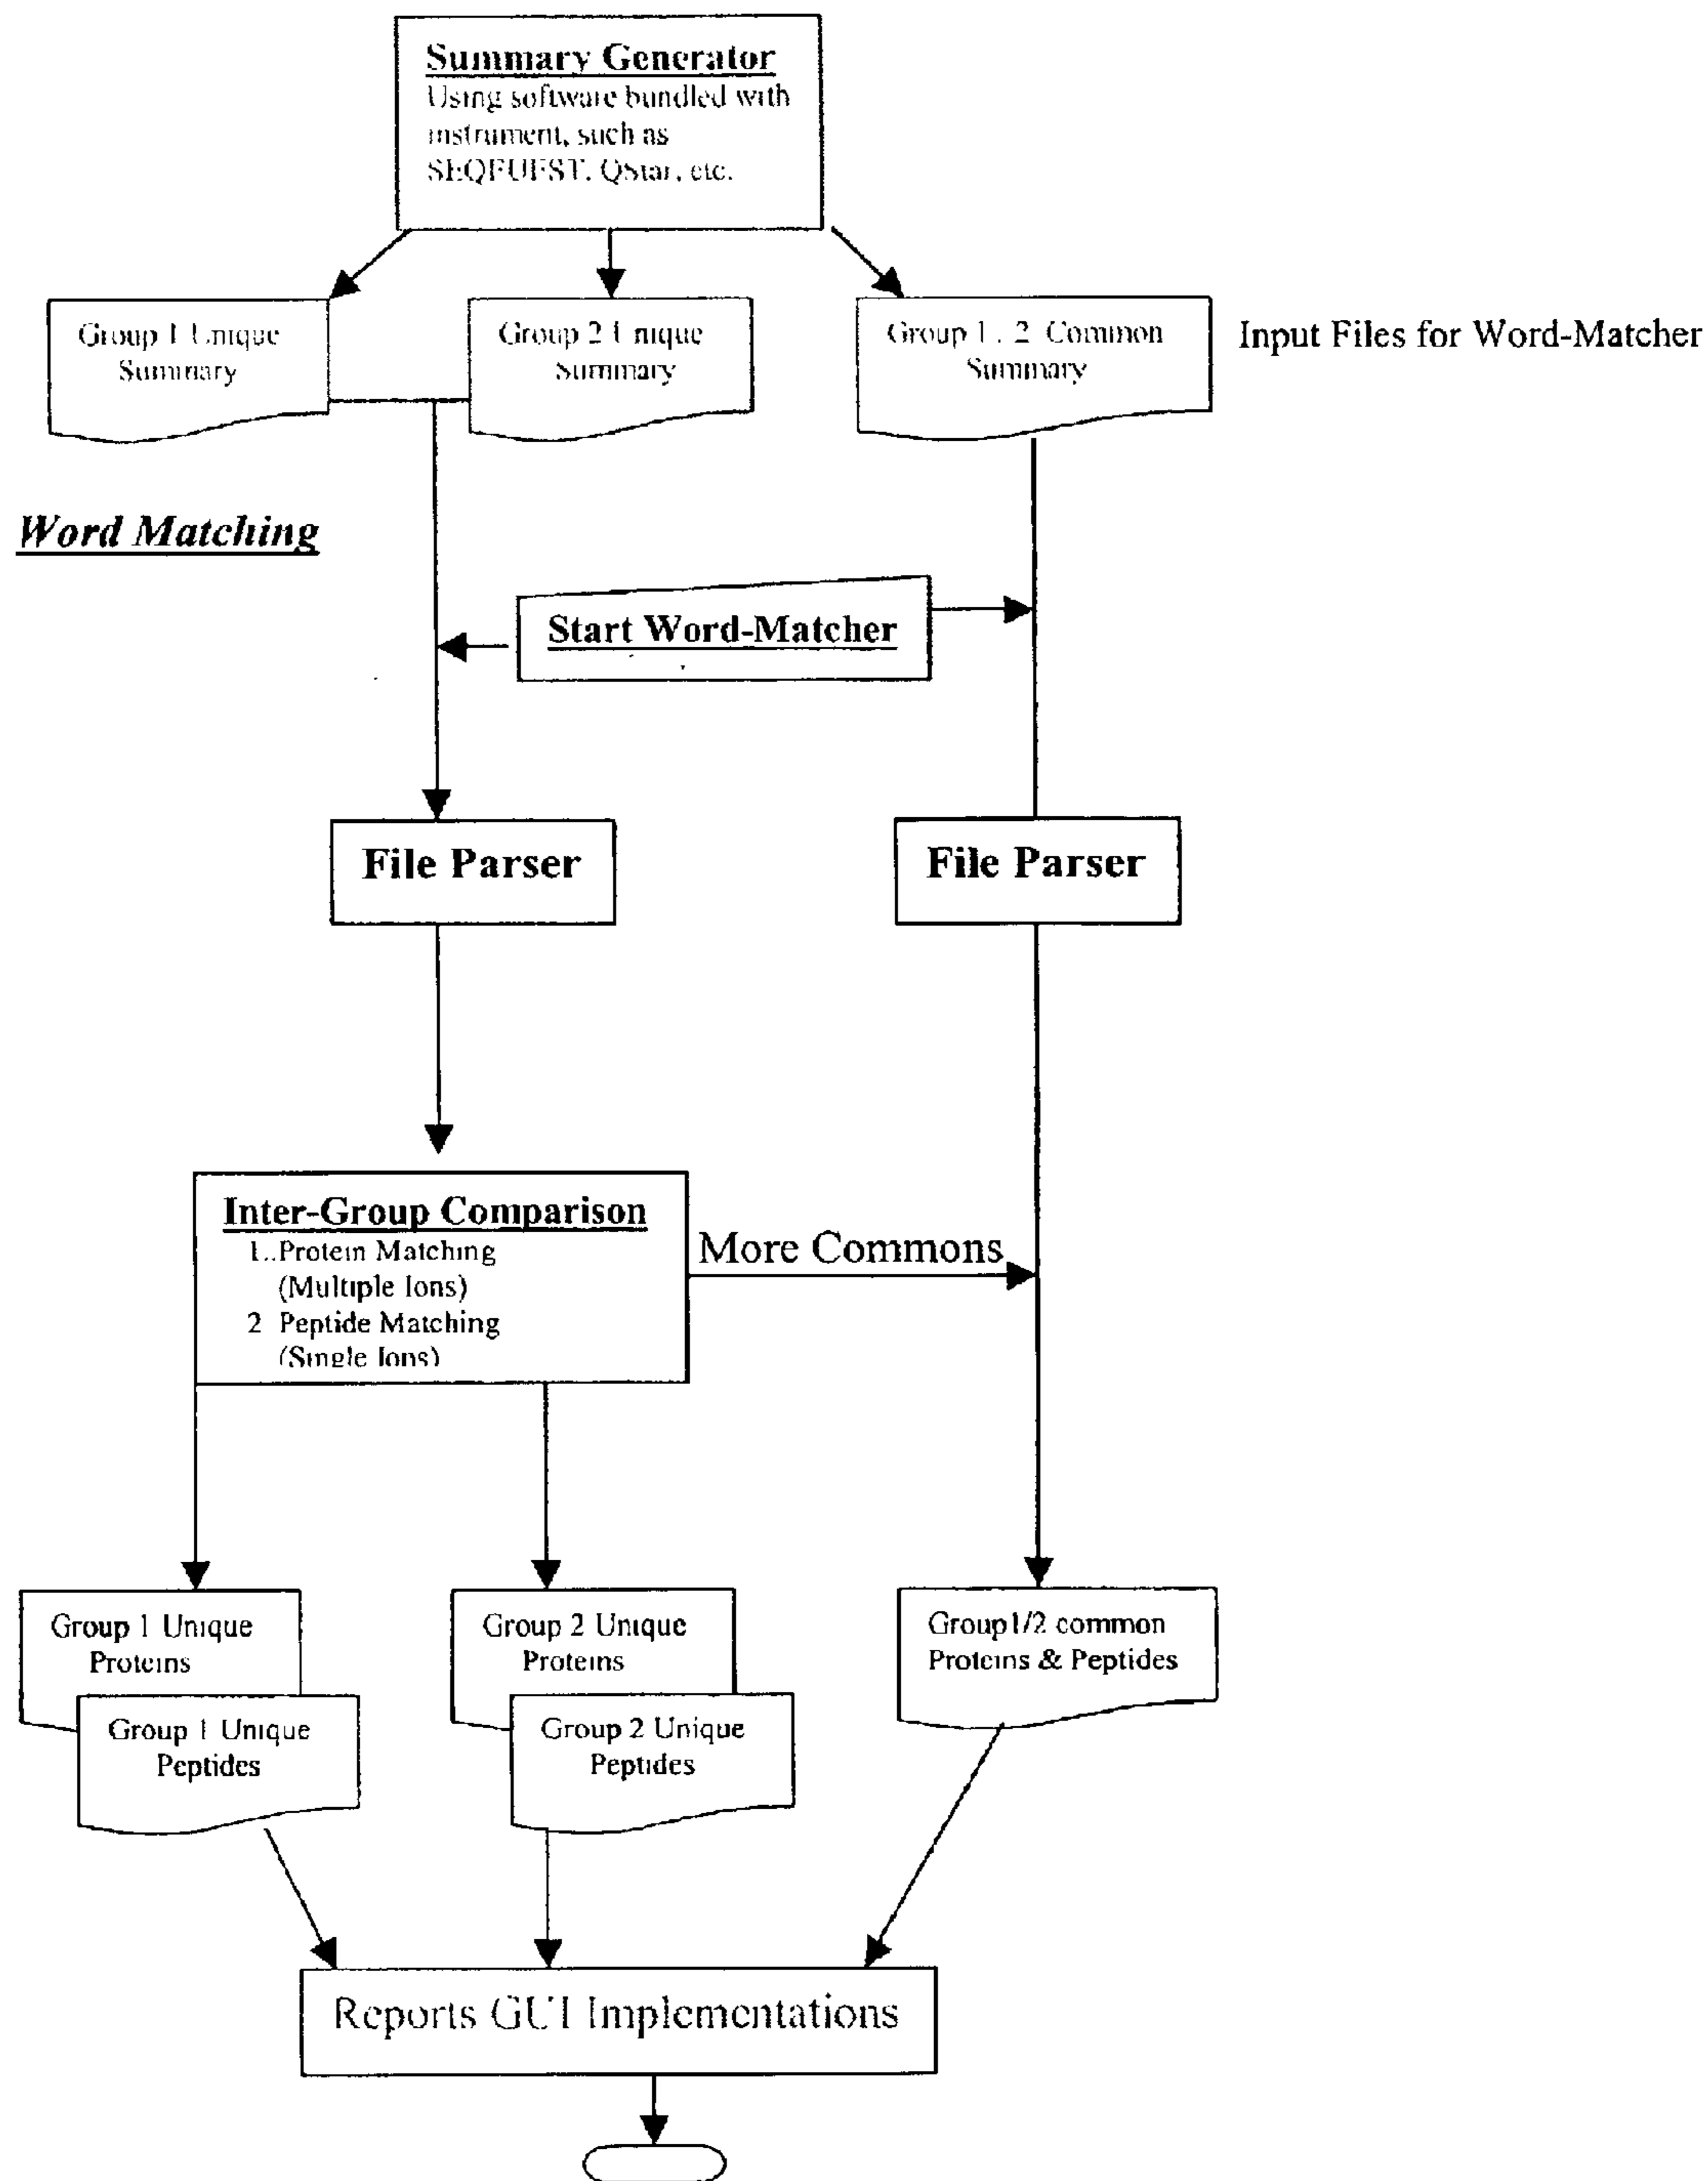 Summary Generator
Using software bundled with
instrument, such as
SEQEUEST, QStar, etc.
Group 1 Unique
Summary
Group 2 Unique
Summary
Group 1, 2 Common
Summary
Input Files for Word-Matcher
Word Matching
Start Word-Matcher
File Parser
File Parser
Inter-Group Comparison
1..Protein Matching
(Multiple Ions)
2 Peptide Matching
(Single Ions)
More Commons
Group 1 Unique
Proteins
Group 1 Unique
Peptides
Group 2 Unique
Proteins
Group 2 Unique
Peptides
Group1/2 common
Proteins & Peptides
Reports GUI Implementations